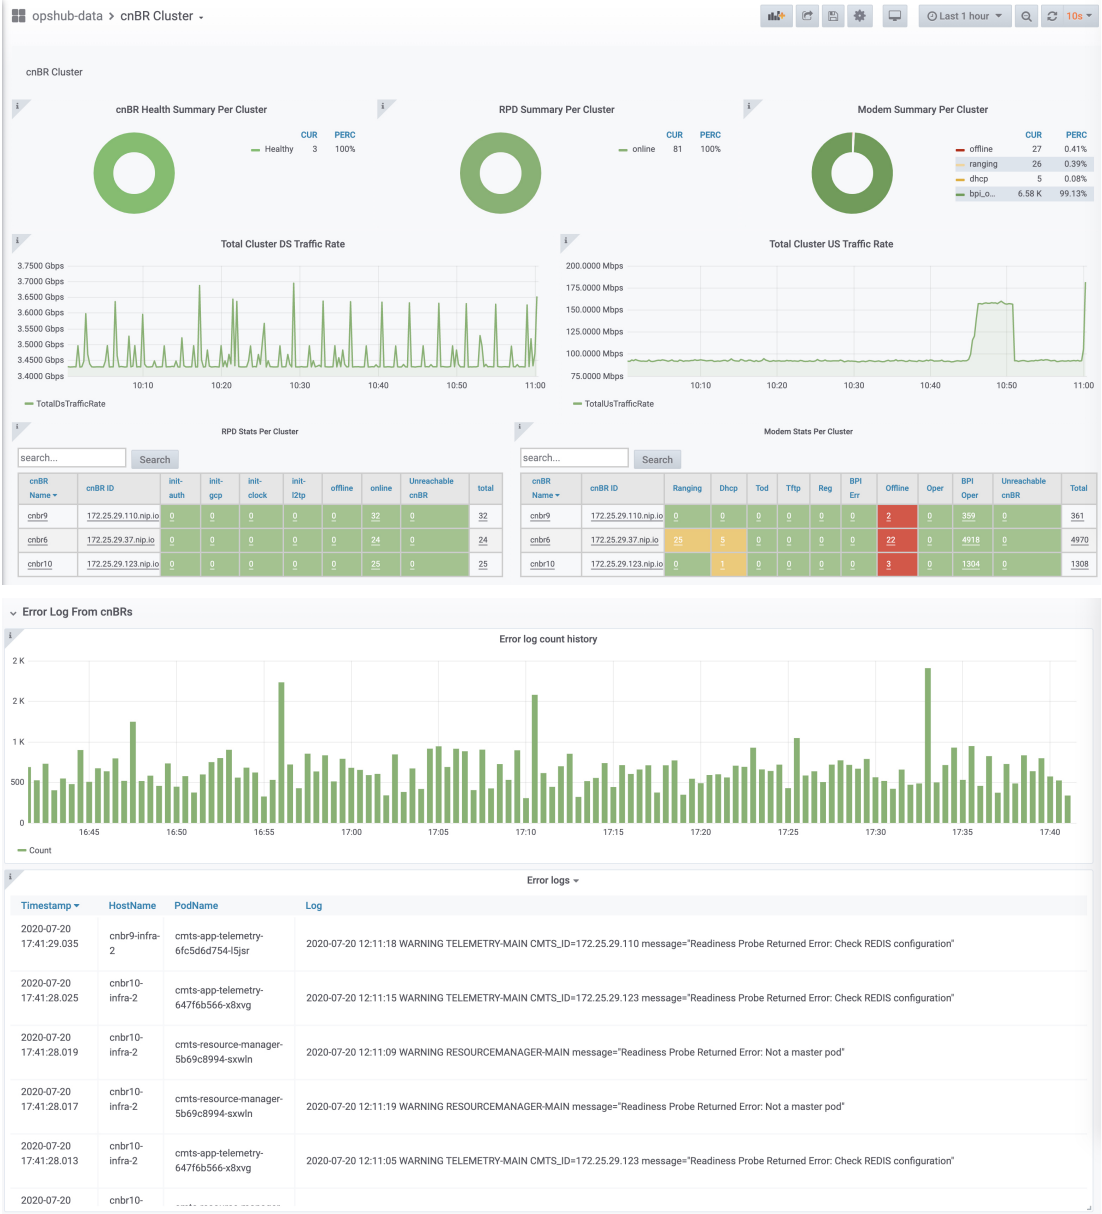 opshub-data > cnBR Cluster
Last 1 hour
10s
cnBR Cluster
cnBR Health Summary Per Cluster
CUR PERC
Healthy 3 100%
RPD Summary Per Cluster
CUR PERC
online 81 100%
Modem Summary Per Cluster
CUR PERC
offline 27 0.41%
ranging 26 0.39%
dhcp 5 0.08%
bpi_o... 6.58 K 99.13%
Total Cluster DS Traffic Rate
3.7500 Gbps
3.7000 Gbps
3.6500 Gbps
3.6000 Gbps
3.5500 Gbps
3.5000 Gbps
3.4500 Gbps
3.4000 Gbps
10:10 10:20 10:30 10:40 10:50 11:00
TotalDsTrafficRate
Total Cluster US Traffic Rate
200.0000 Mbps
175.0000 Mbps
150.0000 Mbps
125.0000 Mbps
100.0000 Mbps
75.0000 Mbps
10:10 10:20 10:30 10:40 10:50 11:00
TotalUsTrafficRate
RPD Stats Per Cluster
search... Search
cnBR Name cnBR ID init-auth init-gcp init-clock init-l2tp offline online Unreachable cnBR total
cnbr9 172.25.29.110.nip.io 0 0 0 0 0 32 0 32
cnbr6 172.25.29.37.nip.io 0 0 0 0 0 24 0 24
cnbr10 172.25.29.123.nip.io 0 0 0 0 0 25 0 25
Modem Stats Per Cluster
search... Search
cnBR Name cnBR ID Ranging Dhcp Tod Tftp Reg BPI Err Offline Oper BPI Oper Unreachable cnBR Total
cnbr9 172.25.29.110.nip.io 0 0 0 0 0 0 2 0 359 0 361
cnbr6 172.25.29.37.nip.io 25 5 0 0 0 0 22 0 4918 0 4970
cnbr10 172.25.29.123.nip.io 0 1 0 0 0 0 3 0 1304 0 1308
Error Log From cnBRs
Error log count history
2 K
2 K
1 K
500
0
16:45 16:50 16:55 17:00 17:05 17:10 17:15 17:20 17:25 17:30 17:35 17:40
Count
Error logs
Timestamp HostName PodName Log
2020-07-20 17:41:29.035 cnbr9-infra-2 cmts-app-telemetry-6fc5d6d754-l5jsr 2020-07-20 12:11:18 WARNING TELEMETRY-MAIN CMTS_ID=172.25.29.110 message="Readiness Probe Returned Error: Check REDIS configuration"
2020-07-20 17:41:28.025 cnbr10-infra-2 cmts-app-telemetry-647f6b566-x8xvg 2020-07-20 12:11:15 WARNING TELEMETRY-MAIN CMTS_ID=172.25.29.123 message="Readiness Probe Returned Error: Check REDIS configuration"
2020-07-20 17:41:28.019 cnbr10-infra-2 cmts-resource-manager-5b69c8994-sxwln 2020-07-20 12:11:09 WARNING RESOURCEMANAGER-MAIN message="Readiness Probe Returned Error: Not a master pod"
2020-07-20 17:41:28.017 cnbr10-infra-2 cmts-resource-manager-5b69c8994-sxwln 2020-07-20 12:11:19 WARNING RESOURCEMANAGER-MAIN message="Readiness Probe Returned Error: Not a master pod"
2020-07-20 17:41:28.013 cnbr10-infra-2 cmts-app-telemetry-647f6b566-x8xvg 2020-07-20 12:11:05 WARNING TELEMETRY-MAIN CMTS_ID=172.25.29.123 message="Readiness Probe Returned Error: Check REDIS configuration"
2020-07-20 cnbr10-